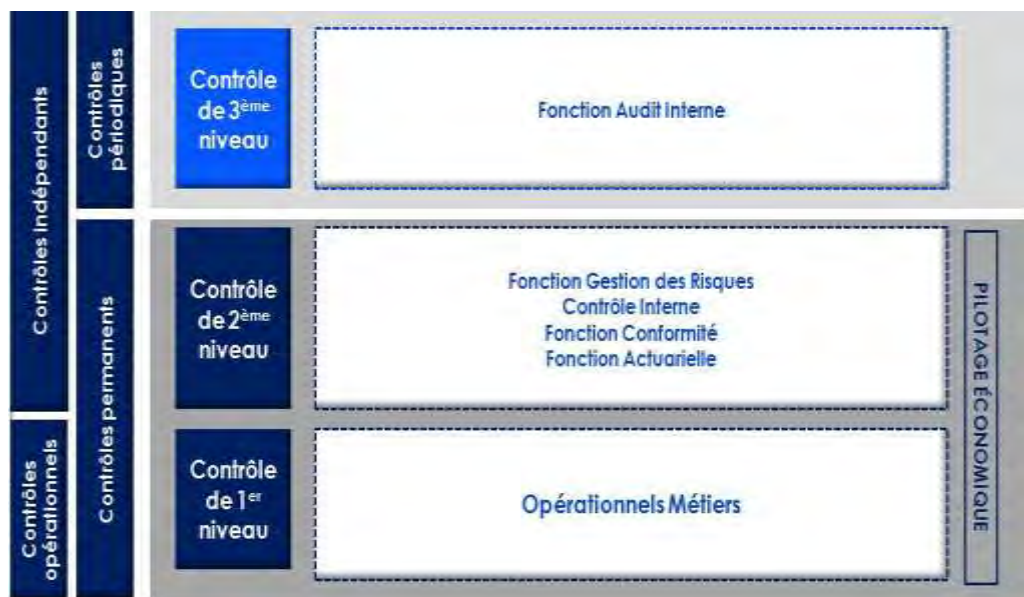 Contrôles indépendants
Contrôles
opérationnels
Contrôles
périodiques
Contrôles permanents
Contrôle
de 3ème
niveau
Fonction Audit Interne
Contrôle
de 2ème
niveau
Fonction Gestion des Risques
Contrôle Interne
Fonction Conformité
Fonction Actuarielle
Contrôle
de 1er
niveau
Opérationnels Métiers
PILOTAGE ÉCONOMIQUE